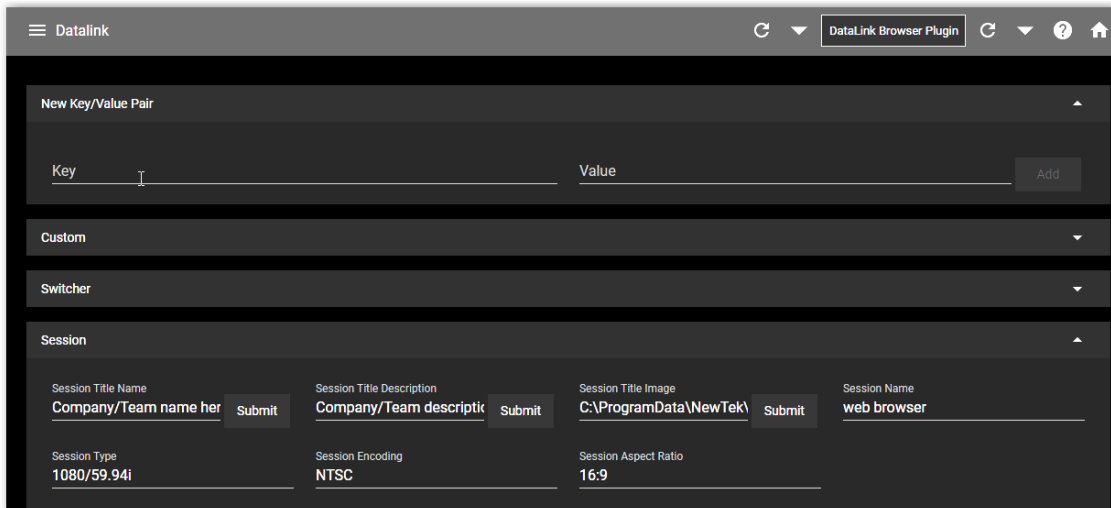 Datalink
DataLink Browser Plugin
New Key/Value Pair
Key
Value
Add
Custom
Switcher
Session
Session Title Name
Company/Team name her
Submit
Session Title Description
Company/Team descriptic
Submit
Session Title Image
C:\ProgramData\NewTek\
Submit
Session Name
web browser
Session Type
1080/59.94i
Session Encoding
NTSC
Session Aspect Ratio
16:9